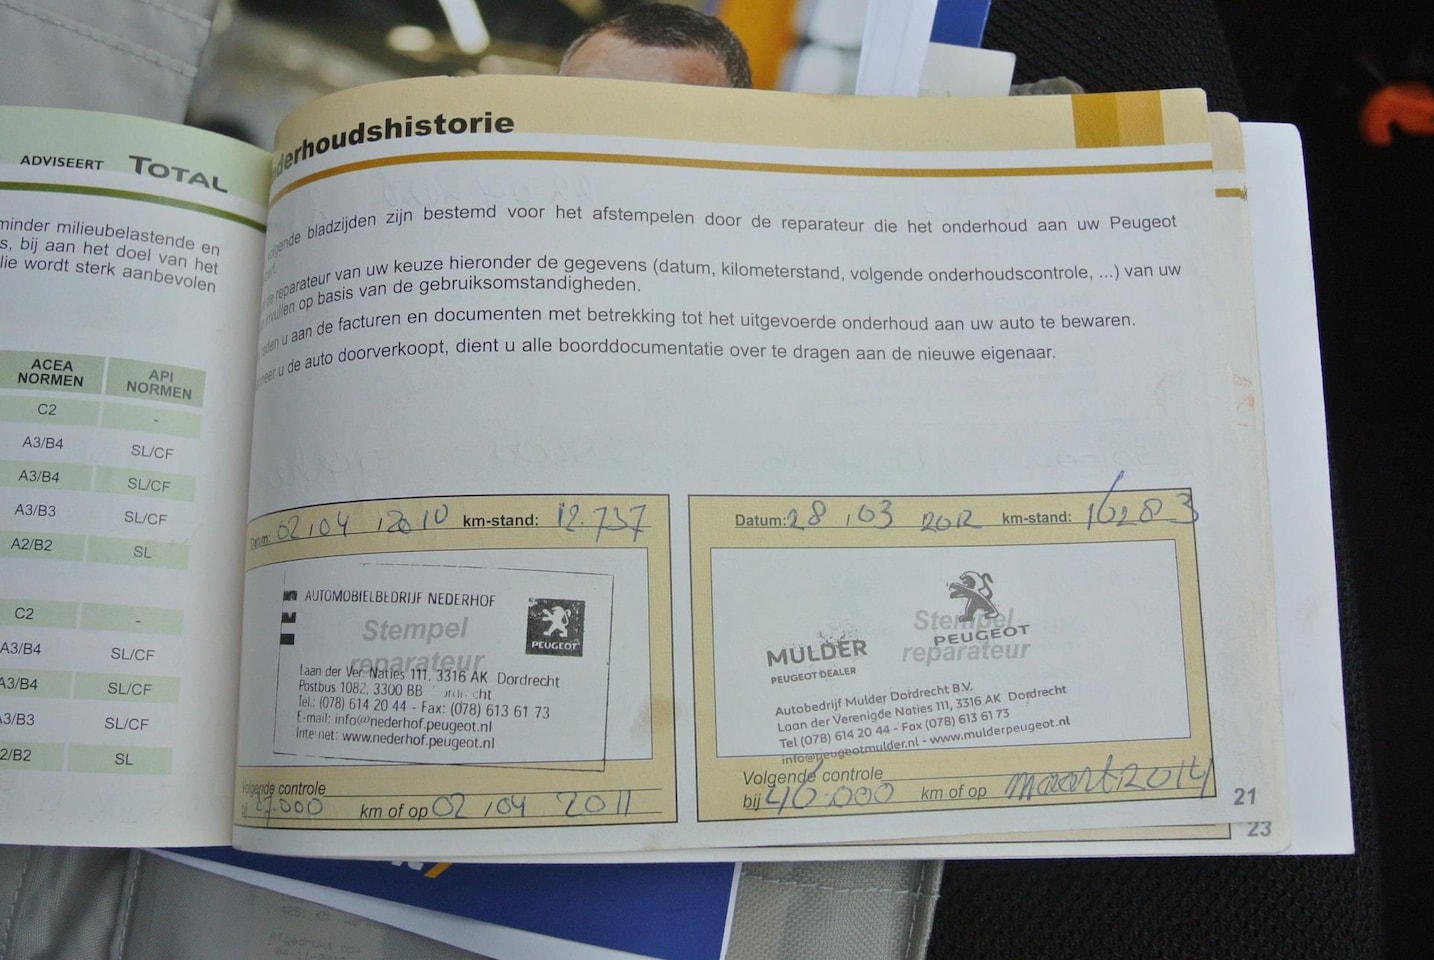 ADVISEERT TOTAL
minder milieubelastende en
bij aan het doel van het
wordt sterk aanbevolen
ACEA NORMEN API NORMEN
C2 -
A3/B4 SL/CF
A3/B4 SL/CF
A3/B3 SL/CF
A2/B2 SL
C2 -
A3/B4 SL/CF
A3/B4 SL/CF
A3/B3 SL/CF
2/B2 SL
derhoudshistorie
bladzijden zijn bestemd voor het afstempelen door de reparateur die het onderhoud aan uw Peugeot
de reparateur van uw keuze hieronder de gegevens (datum, kilometerstand, volgende onderhoudscontrole, ...) van uw
invullen op basis van de gebruiksomstandigheden.
u aan de facturen en documenten met betrekking tot het uitgevoerde onderhoud aan uw auto te bewaren.
u de auto doorverkoopt, dient u alle boorddocumentatie over te dragen aan de nieuwe eigenaar.
Datum: 02 / 04 / 2010 km-stand: 12.737
AUTOMOBIELBEDRIJF NEDERHOF
PEUGEOT
Stempel
reparateur
Laan der Ver. Naties 111, 3316 AK Dordrecht
Postbus 1082, 3300 BB
Tel.: (078) 614 20 44 - Fax: (078) 613 61 73
E-mail: info@nederhof.peugeot.nl
Internet: www.nederhof.peugeot.nl
Volgende controle
bij 27.000 km of op 02 / 04 2011
Datum: 28 / 03 2012 km-stand: 16283
Stempel
reparateur
PEUGEOT
MULDER
PEUGEOT DEALER
Autobedrijf Mulder Dordrecht B.V.
Laan der Verenigde Naties 111, 3316 AK Dordrecht
Tel (078) 614 20 44 - Fax (078) 613 61 73
info@peugeotmulder.nl - www.mulderpeugeot.nl
Volgende controle
bij 46.000 km of op maart 2014
21
23